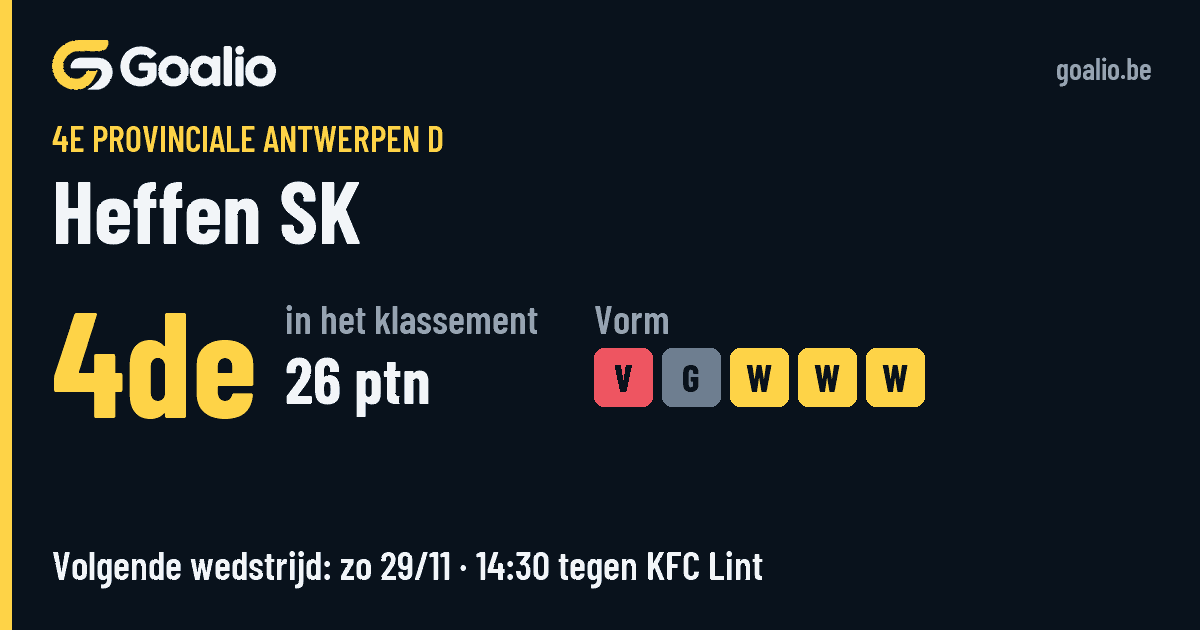 Goalio
goalio.be
4E PROVINCIALE ANTWERPEN D
Heffen SK
4de
in het klassement
26 ptn
Vorm
V G W W W
Volgende wedstrijd: zo 29/11 · 14:30 tegen KFC Lint